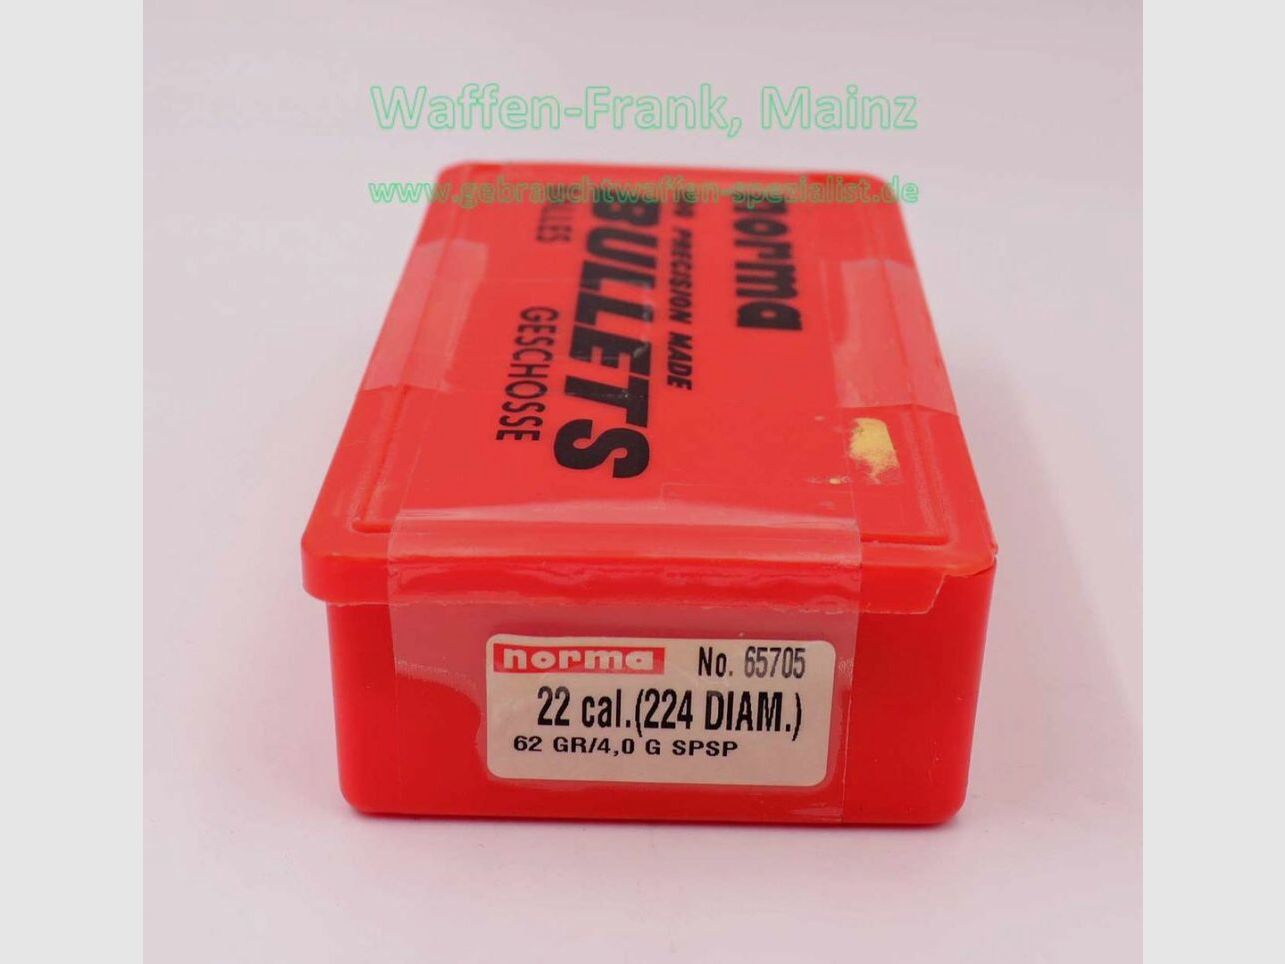 Waffen-Frank, Mainz
www.gebrauchtwaffen-spezialist.de
norma
PRECISION MADE
BULLETS
GESCHOSSE
norma No. 65705
22 cal.(224 DIAM.)
62 GR/4,0 G SPSP